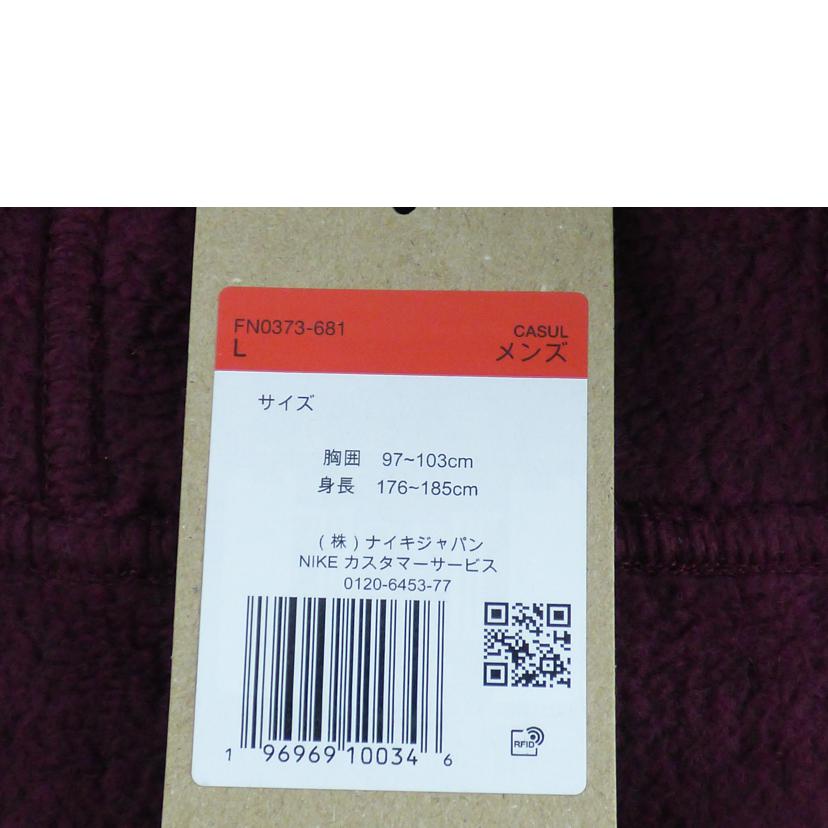 FN0373-681
L
CASUL
メンズ
サイズ
胸囲 97~103cm
身長 176~185cm
(株)ナイキジャパン
NIKE カスタマーサービス
0120-6453-77
1 96969 10034 6
RFID